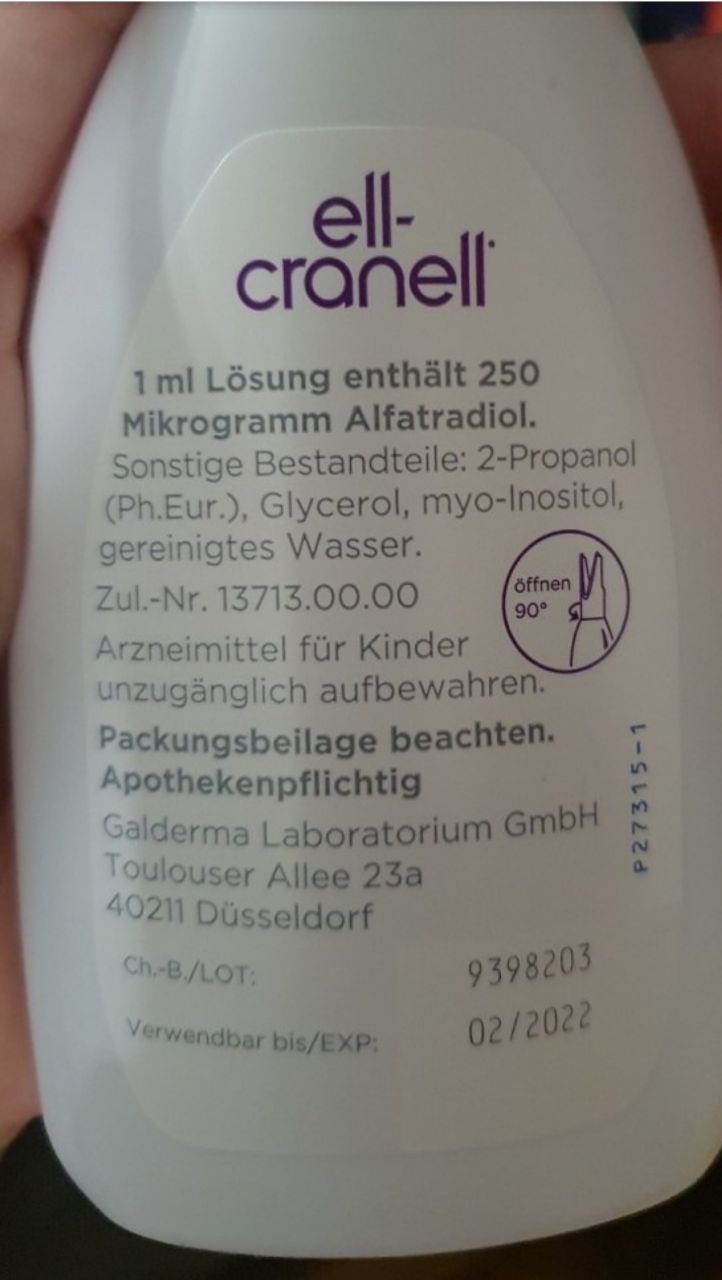 ell-
cranell
1 ml Lösung enthält 250
Mikrogramm Alfatradiol.
Sonstige Bestandteile: 2-Propanol
(Ph.Eur.), Glycerol, myo-Inositol,
gereinigtes Wasser.
öffnen
90°
Zul.-Nr. 13713.00.00
Arzneimittel für Kinder
unzugänglich aufbewahren.
Packungsbeilage beachten.
Apothekenpflichtig
Galderma Laboratorium GmbH
Toulouser Allee 23a
40211 Düsseldorf
P27315-1
Ch.-B./LOT: 9398203
Verwendbar bis/EXP: 02/2022